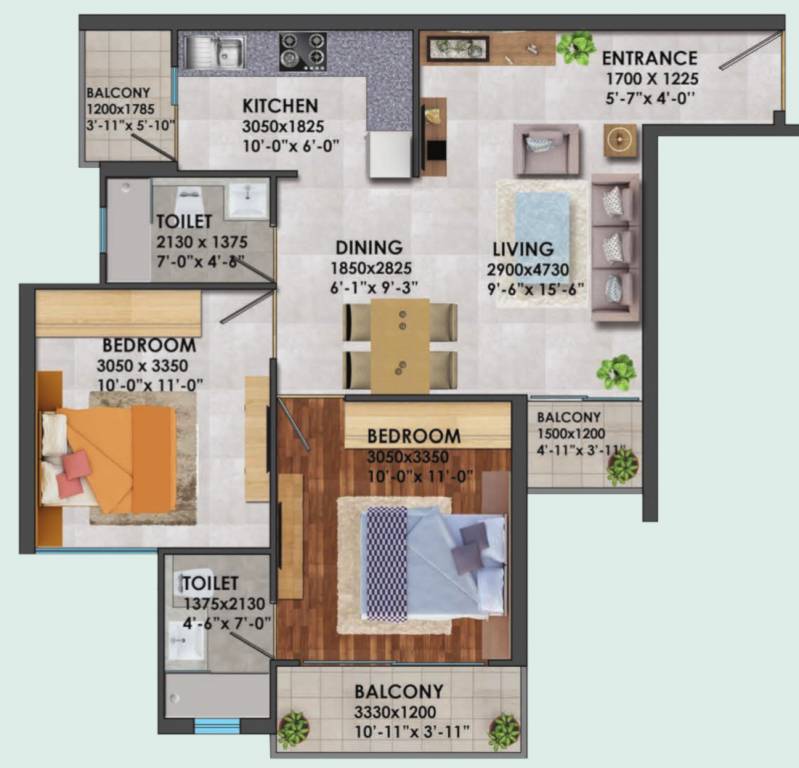 ENTRANCE
1700 X 1225
5'-7"x 4'-0''
BALCONY
1200x1785
3'-11"x 5'-10"
KITCHEN
3050x1825
10'-0"x 6'-0"
TOILET
2130 x 1375
7'-0"x 4'-6"
DINING
1850x2825
6'-1"x 9'-3"
LIVING
2900x4730
9'-6"x 15'-6"
BEDROOM
3050 x 3350
10'-0"x 11'-0"
BEDROOM
3050x3350
10'-0"x 11'-0"
BALCONY
1500x1200
4'-11"x 3'-11"
TOILET
1375x2130
4'-6"x 7'-0"
BALCONY
3330x1200
10'-11"x 3'-11"